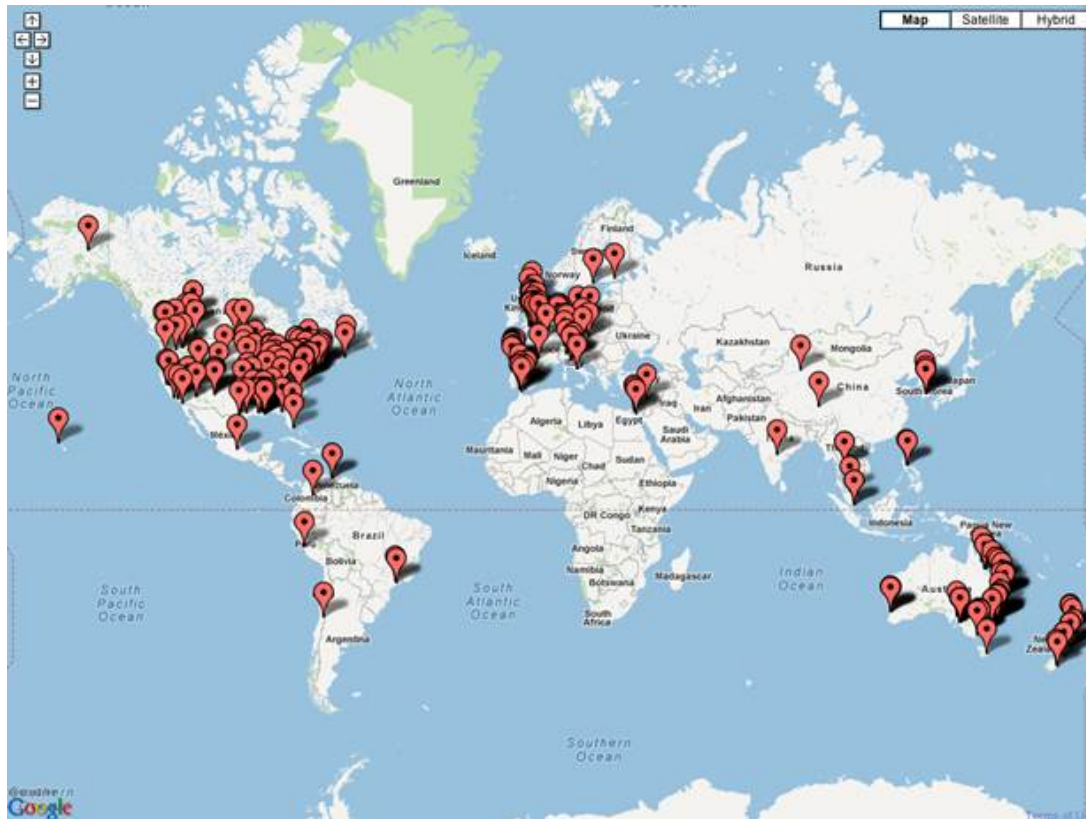 Map Satellite Hybrid
Greenland
Finland
Iceland
Norway
Russia
Ukraine
Kazakhstan
Mongolia
North
Pacific
Ocean
North
Atlantic
Ocean
China
South Korea
Japan
Afghanistan
Pakistan
Iraq
Iran
Algeria
Libya
Egypt
Saudi
Arabia
Mauritania
Mali
Niger
Chad
Sudan
Nigeria
Ethiopia
Colombia
DR Congo
Kenya
Tanzania
Indonesia
Papua New
Brazil
Bolivia
Angola
Namibia
Botswana
Madagascar
South
Pacific
Ocean
South
Atlantic
Ocean
Indian
Ocean
South
Africa
Argentina
Southern
Ocean
Google